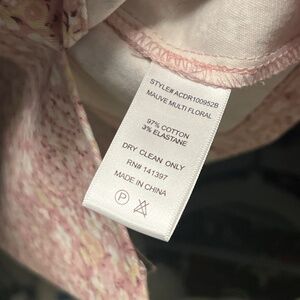 STYLE# ACDR100952B
MAUVE MULTI FLORAL
97% COTTON
3% ELASTANE
DRY CLEAN ONLY
RN# 141397
MADE IN CHINA
P